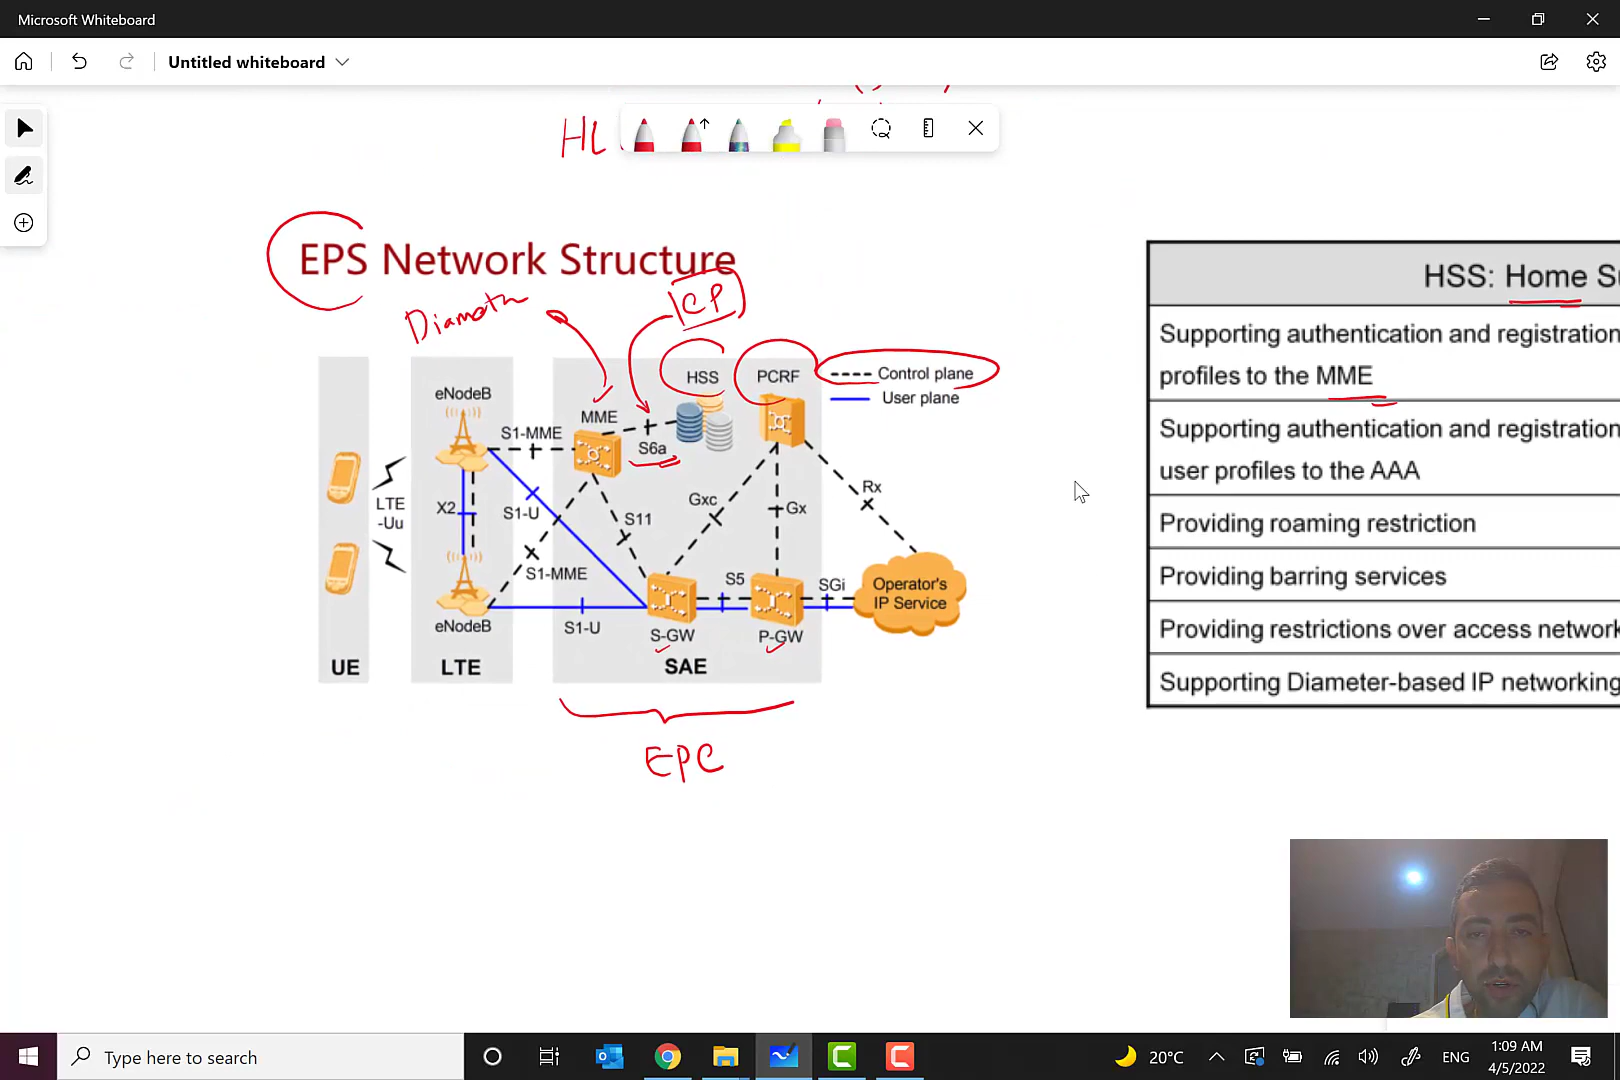 Microsoft Whiteboard
Untitled whiteboard
EPS Network Structure
CP
HSS
PCRF
Control plane
User plane
eNodeB
MME
S1-MME
S6a
LTE
-Uu
X2
S1-U
S11
Gxc
Gx
Rx
S1-MME
S5
SGi
Operator's
IP Service
eNodeB
S1-U
S-GW
P-GW
UE
LTE
SAE
EPC
HSS: Home
Supporting authentication and registration
profiles to the MME
Supporting authentication and registration
user profiles to the AAA
Providing roaming restriction
Providing barring services
Providing restrictions over access network
Supporting Diameter-based IP networking
Type here to search
20°C
ENG
1:09 AM
4/5/2022